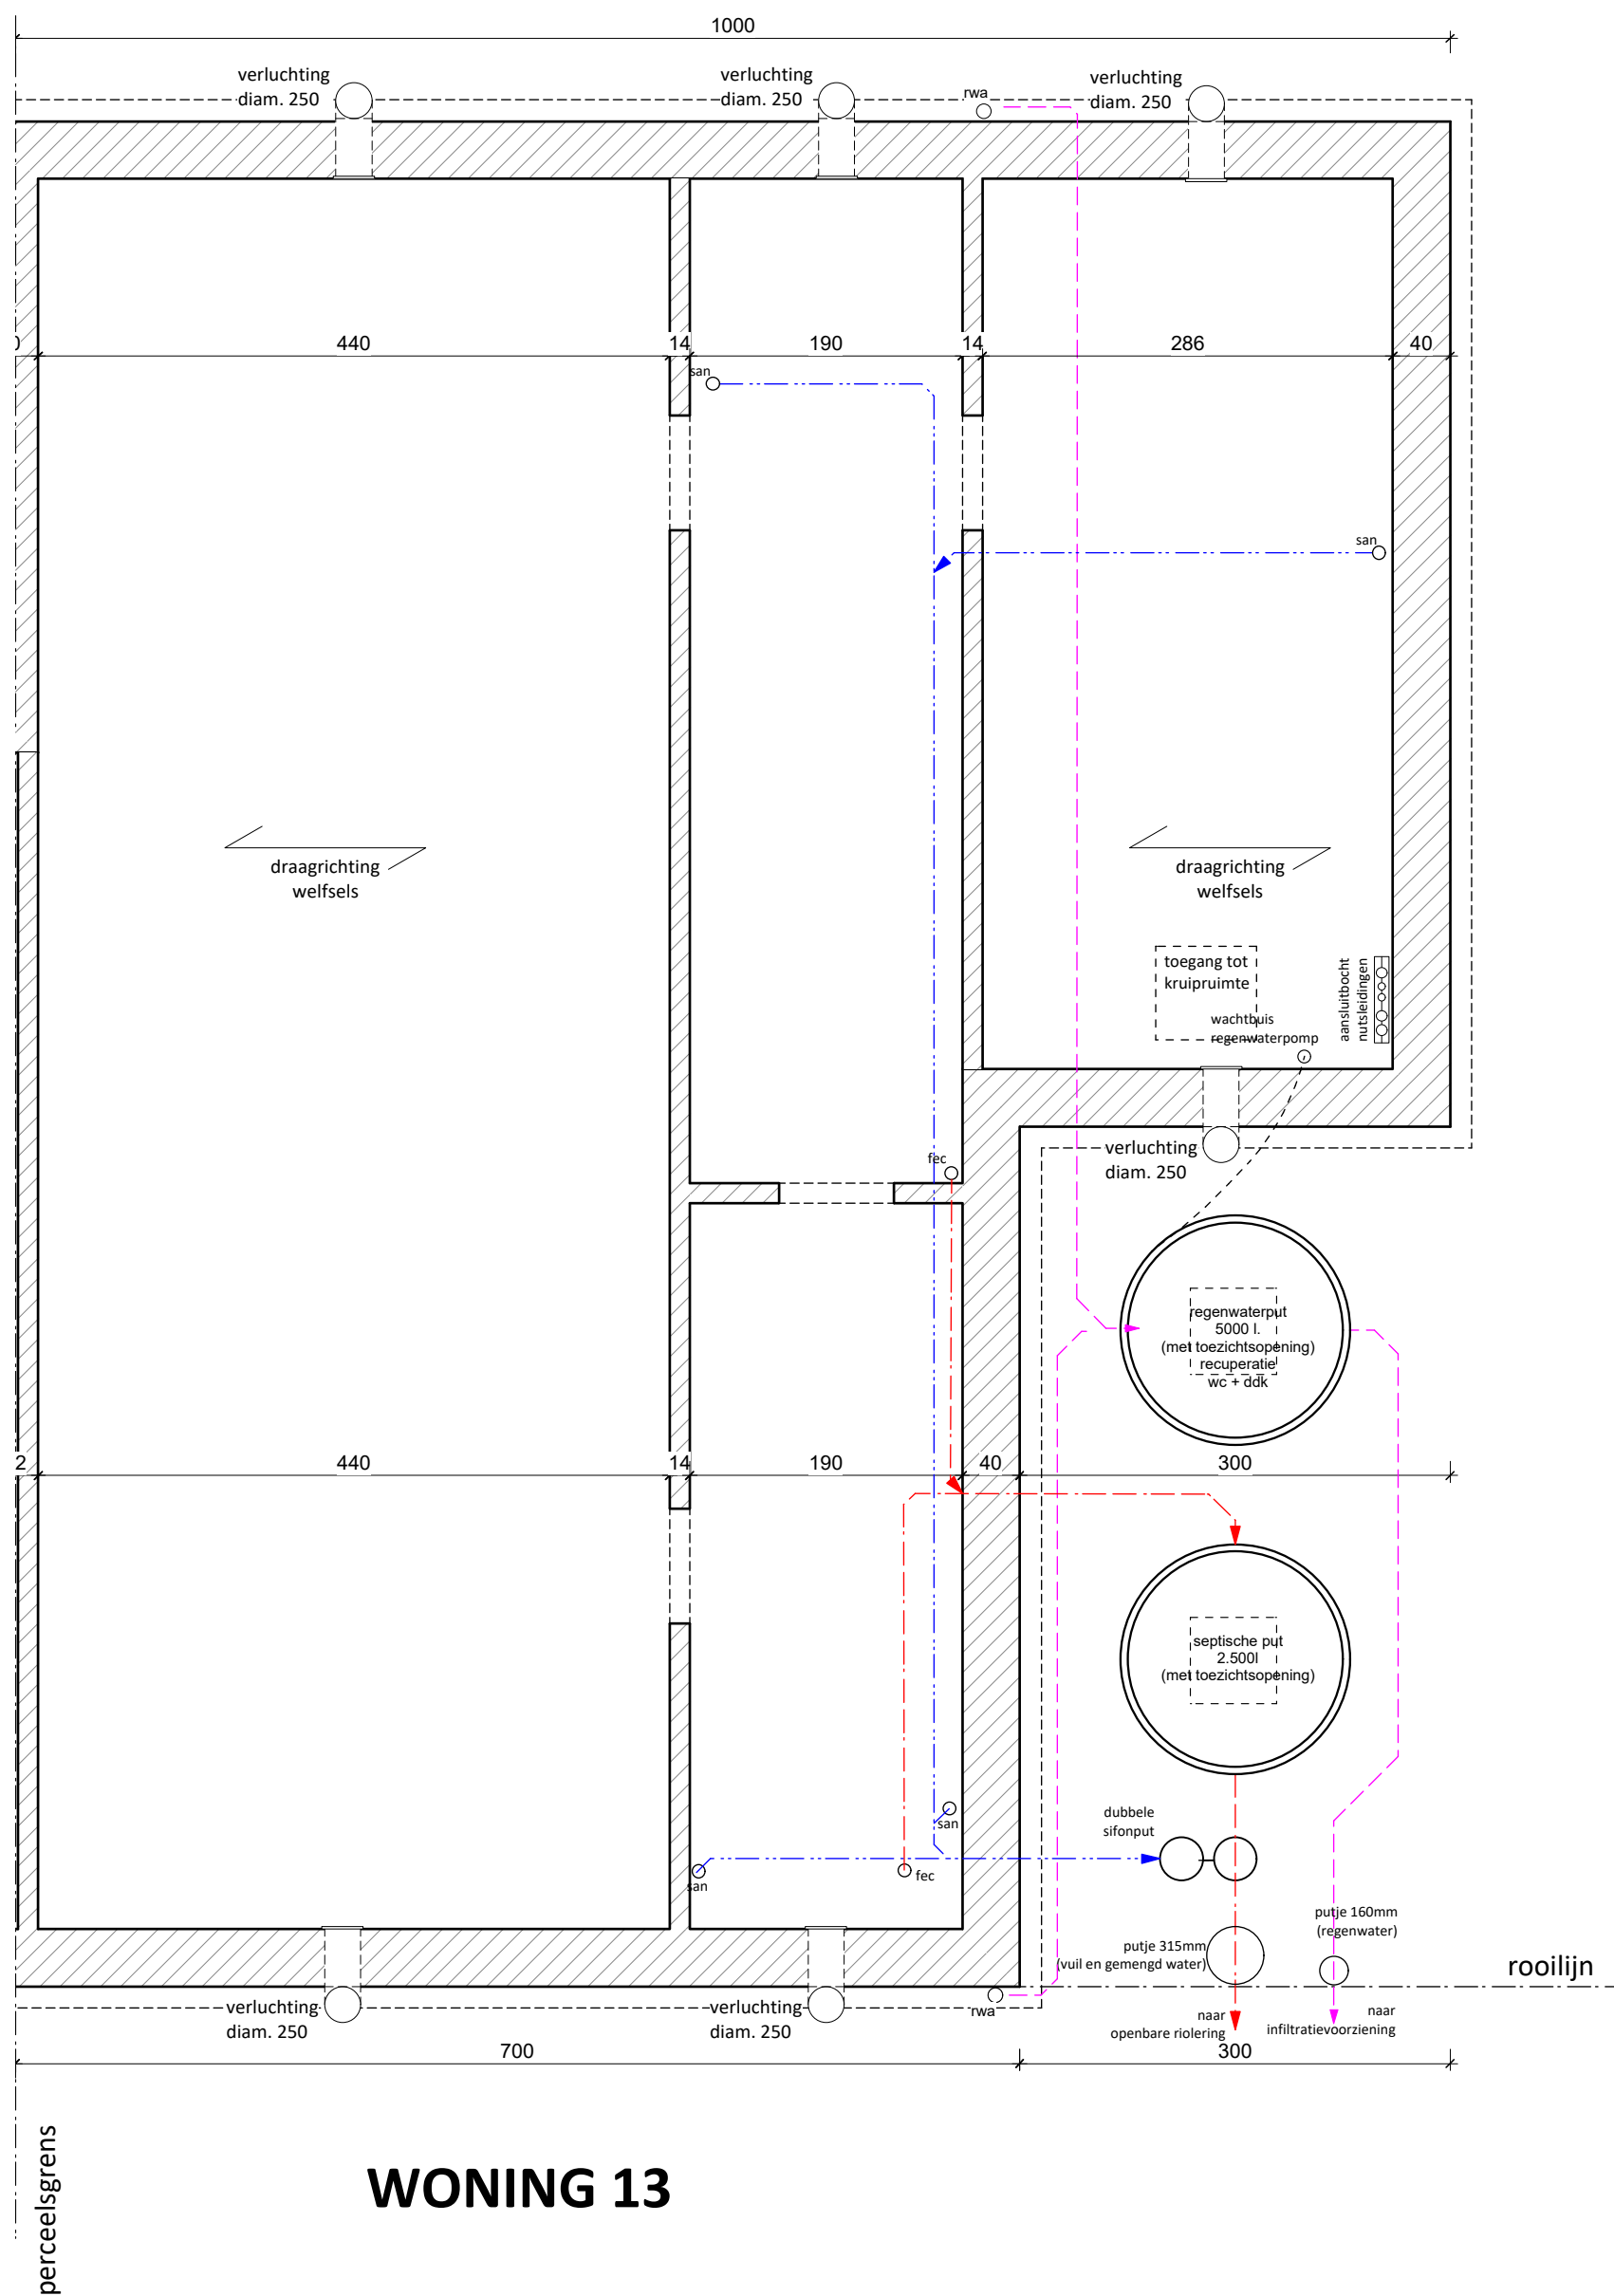 1000
verluchting
diam. 250
verluchting
diam. 250
rwa
verluchting
diam. 250
440
14
190
14
286
40
san
san
draagrichting
welfsels
draagrichting
welfsels
toegang tot
kruipruimte
wachtbuis
regenwaterpomp
aansluitbocht
nutsleidingen
fec
verluchting
diam. 250
regenwaterput
5000 l.
(met toezichtsopening)
recuperatie
wc + ddk
2
440
14
190
40
300
septische put
2.500l
(met toezichtsopening)
dubbele
sifonput
san
san
fec
putje 160mm
(regenwater)
putje 315mm
(vuil en gemengd water)
rooilijn
rwa
verluchting
diam. 250
verluchting
diam. 250
naar
openbare riolering
naar
infiltratievoorziening
700
300
perceelsgrens
WONING 13